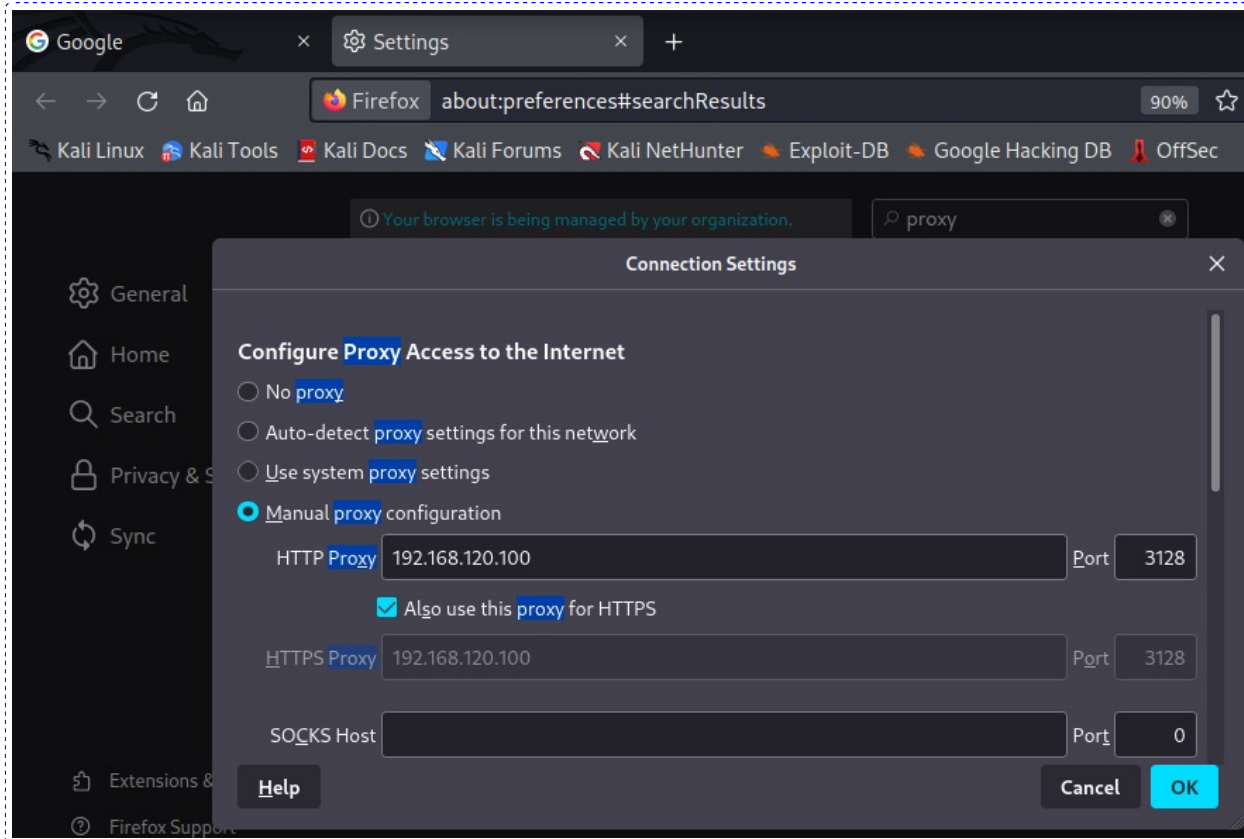 Google
Settings
Firefox about:preferences#searchResults 90%
Kali Linux Kali Tools Kali Docs Kali Forums Kali NetHunter Exploit-DB Google Hacking DB OffSec
Your browser is being managed by your organization.
proxy
Connection Settings
General
Home
Search
Privacy & S
Sync
Extensions &
Firefox Support
Configure Proxy Access to the Internet
No proxy
Auto-detect proxy settings for this network
Use system proxy settings
Manual proxy configuration
HTTP Proxy 192.168.120.100 Port 3128
Also use this proxy for HTTPS
HTTPS Proxy 192.168.120.100 Port 3128
SOCKS Host Port 0
Help Cancel OK